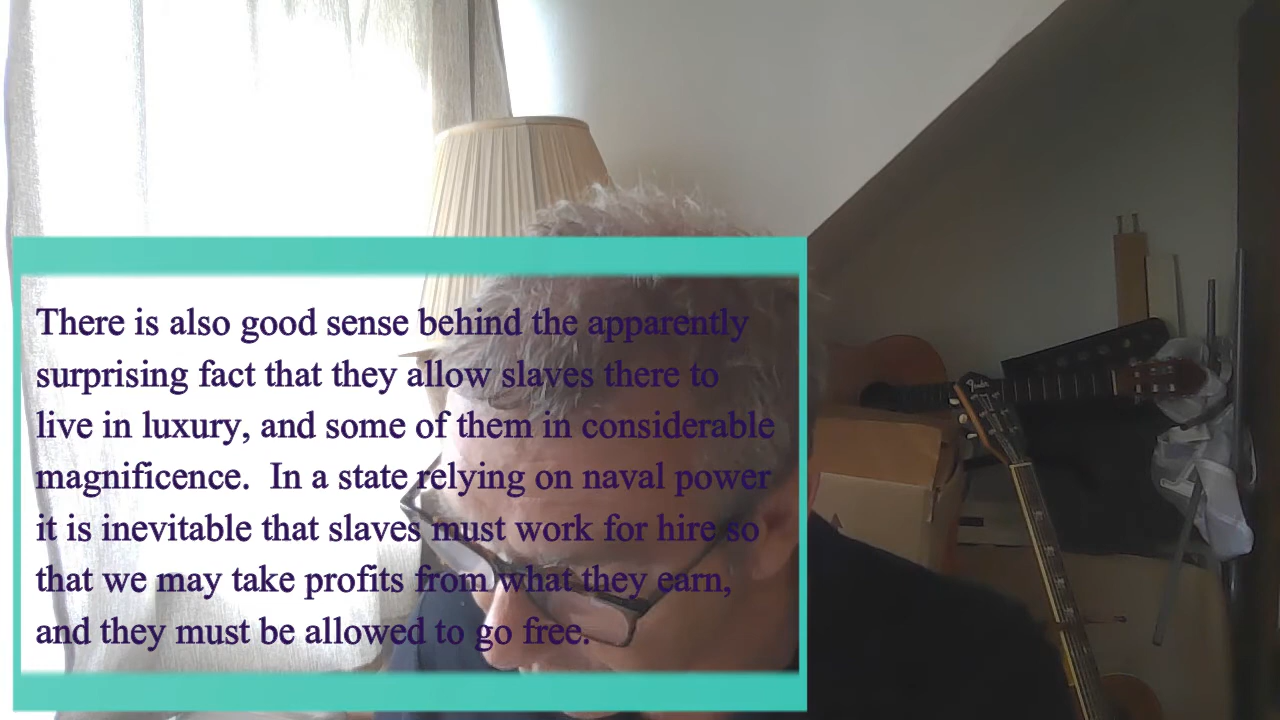 There is also good sense behind the apparently
surprising fact that they allow slaves there to
live in luxury, and some of them in considerable
magnificence.  In a state relying on naval power
it is inevitable that slaves must work for hire so
that we may take profits from what they earn,
and they must be allowed to go free.
Fender